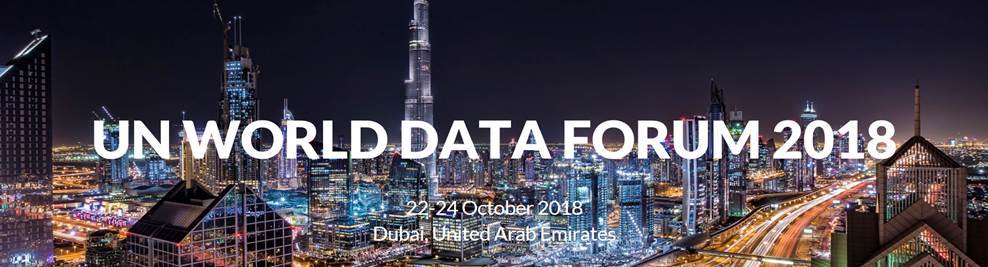 UN WORLD DATA FORUM 2018
22-24 October 2018
Dubai, United Arab Emirates